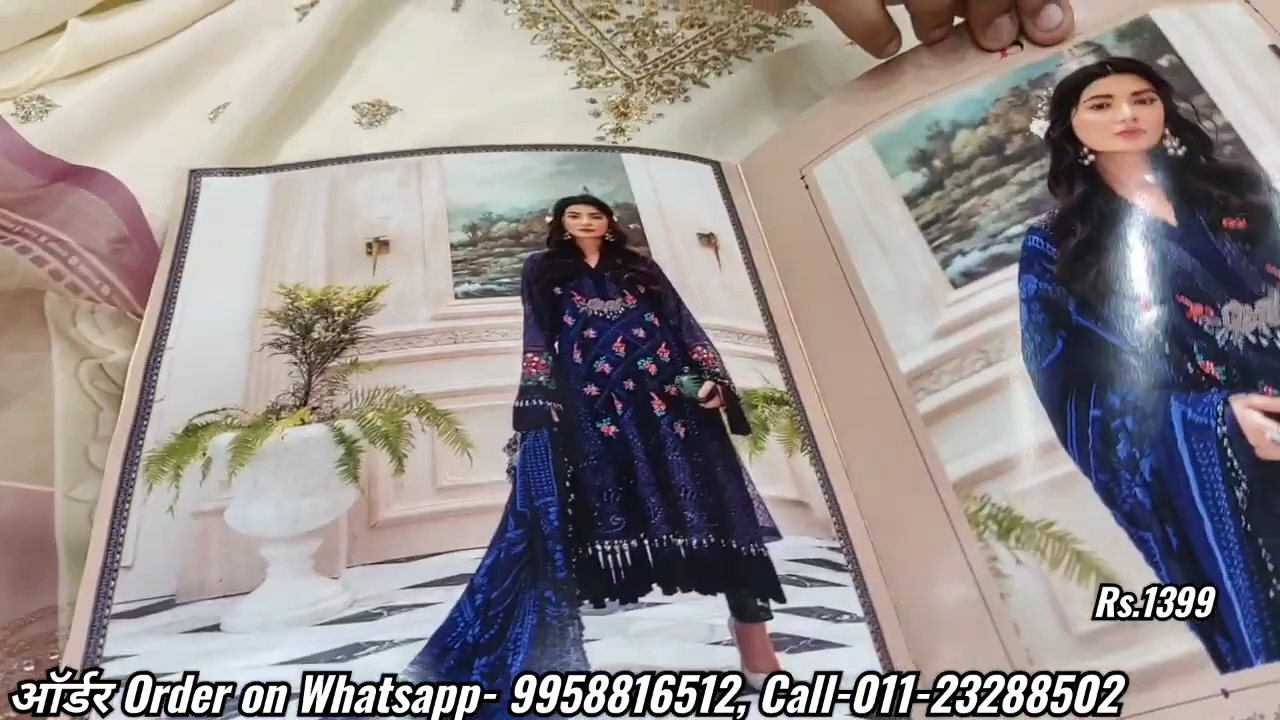 Rs.1399
ऑर्डर Order on Whatsapp- 9958816512, Call-011-23288502